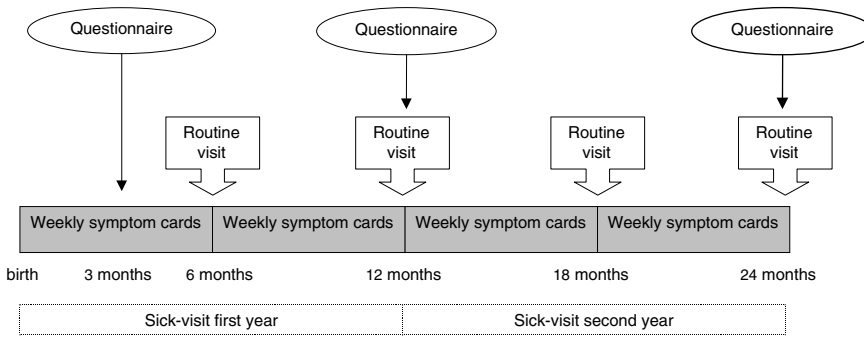 Questionnaire Questionnaire Questionnaire
Routine visit Routine visit Routine visit Routine visit
Weekly symptom cards Weekly symptom cards Weekly symptom cards Weekly symptom cards
birth 3 months 6 months 12 months 18 months 24 months
Sick-visit first year Sick-visit second year